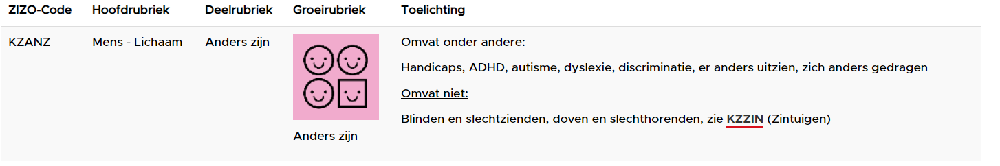 ZIZO-Code Hoofdrubriek Deelrubriek Groeirubriek Toelichting
KZANZ Mens - Lichaam Anders zijn
Anders zijn
Omvat onder andere:
Handicaps, ADHD, autisme, dyslexie, discriminatie, er anders uitzien, zich anders gedragen
Omvat niet:
Blinden en slechtzienden, doven en slechthorenden, zie KZZIN (Zintuigen)